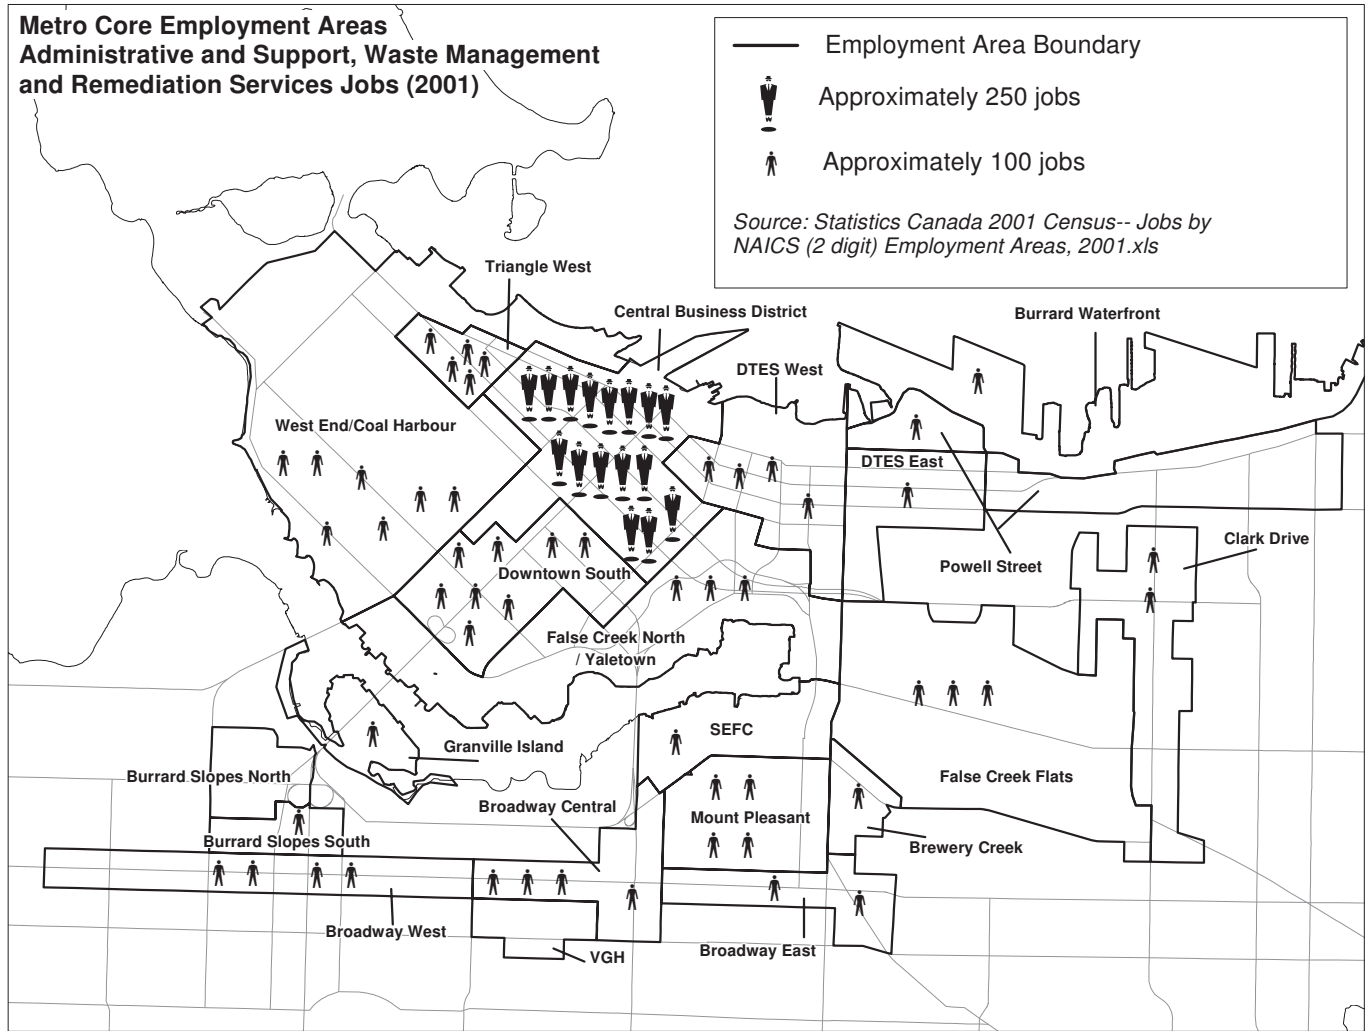 Metro Core Employment Areas
Administrative and Support, Waste Management
and Remediation Services Jobs (2001)
Employment Area Boundary
Approximately 250 jobs
Approximately 100 jobs
Source: Statistics Canada 2001 Census-- Jobs by
NAICS (2 digit) Employment Areas, 2001.xls
Triangle West
Central Business District
Burrard Waterfront
DTES West
West End/Coal Harbour
DTES East
Clark Drive
Powell Street
Downtown South
False Creek North
/ Yaletown
SEFC
Granville Island
Burrard Slopes North
False Creek Flats
Broadway Central
Mount Pleasant
Burrard Slopes South
Brewery Creek
Broadway West
Broadway East
VGH